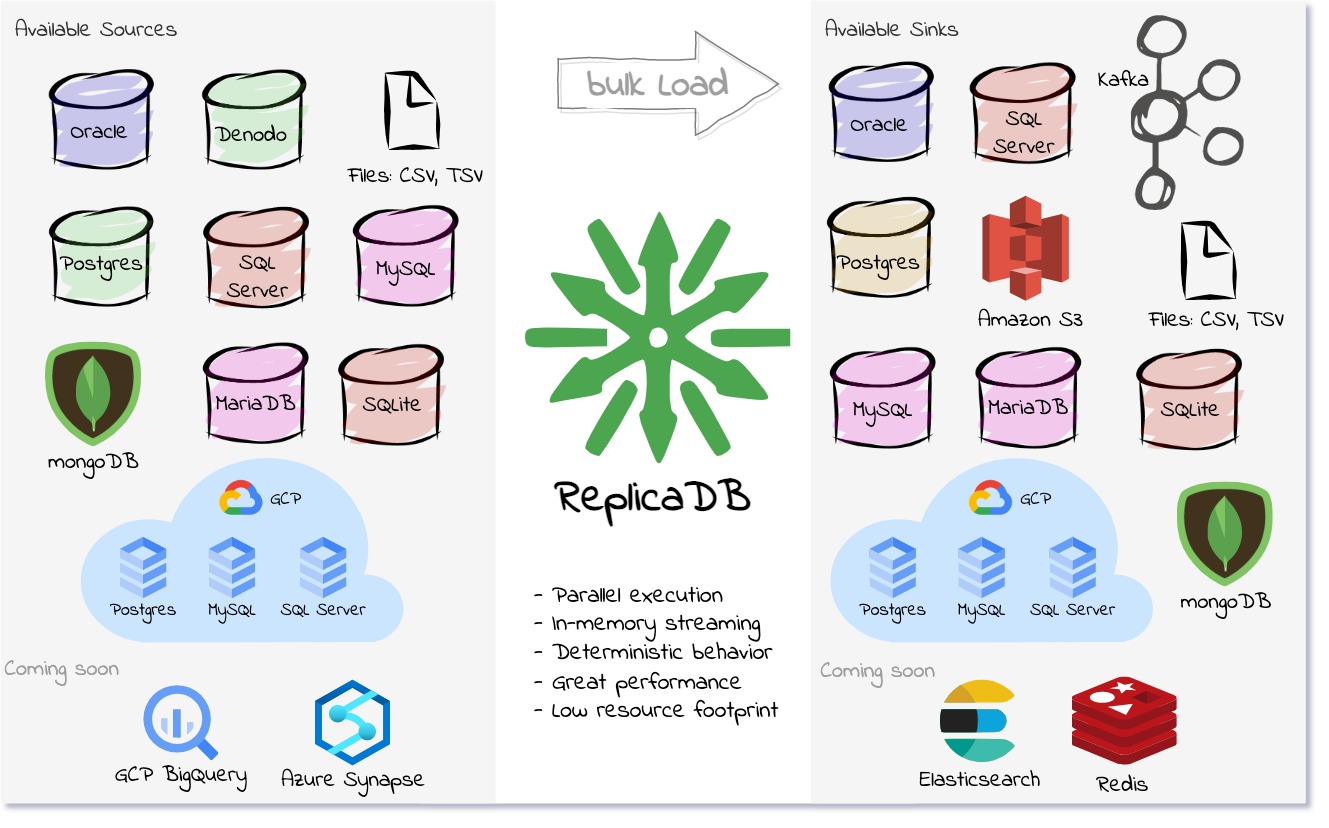 Available Sources
Oracle
Denodo
Files: CSV, TSV
Postgres
SQL
Server
MySQL
MariaDB
SQLite
mongoDB
GCP
Postgres
MySQL
SQL Server
Coming soon
GCP BigQuery
Azure Synapse
bulk Load
ReplicaDB
- Parallel execution
- In-memory streaming
- Deterministic behavior
- Great performance
- Low resource footprint
Available Sinks
Oracle
SQL
Server
Kafka
Postgres
Amazon S3
Files: CSV, TSV
MySQL
MariaDB
SQLite
GCP
Postgres
MySQL
SQL Server
mongoDB
Coming soon
Elasticsearch
Redis